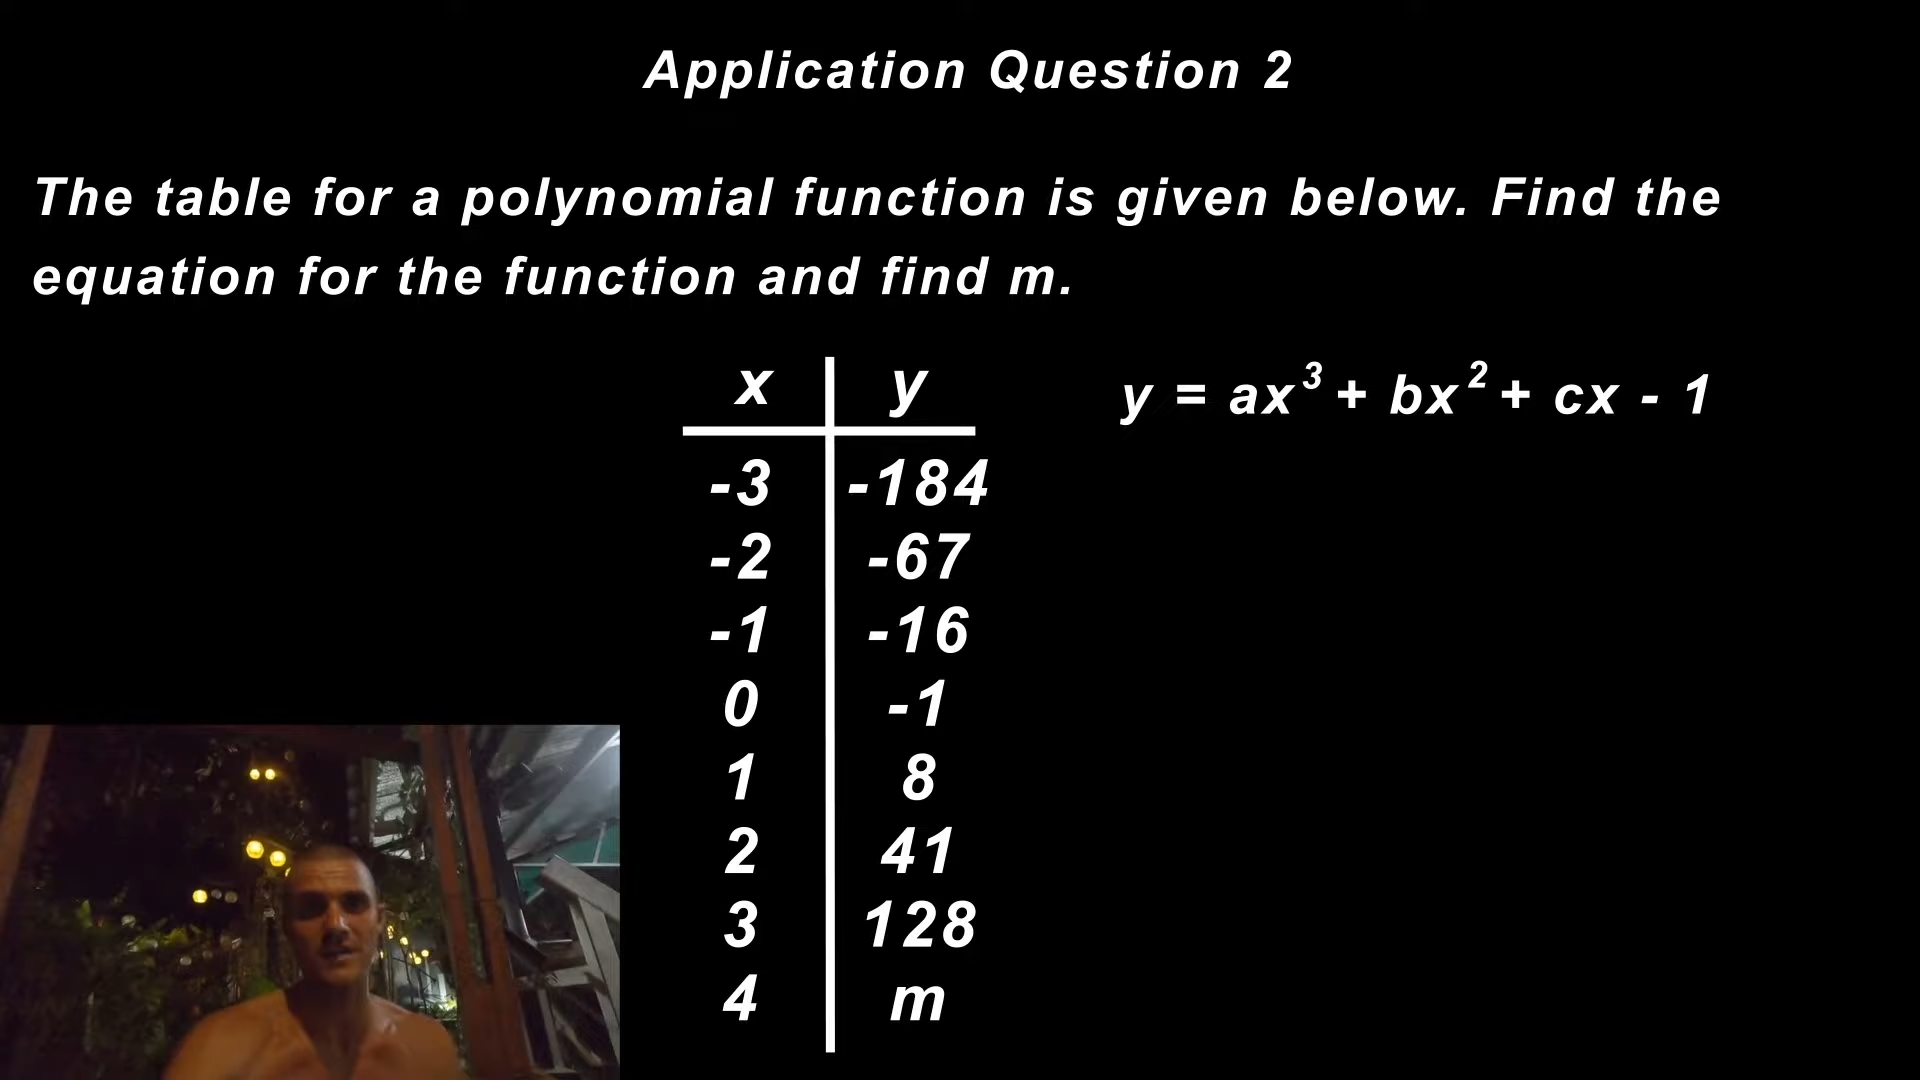 Application Question 2
The table for a polynomial function is given below. Find the
equation for the function and find m.
x y
y = ax³ + bx² + cx - 1
-3 -184
-2 -67
-1 -16
0 -1
1 8
2 41
3 128
4 m